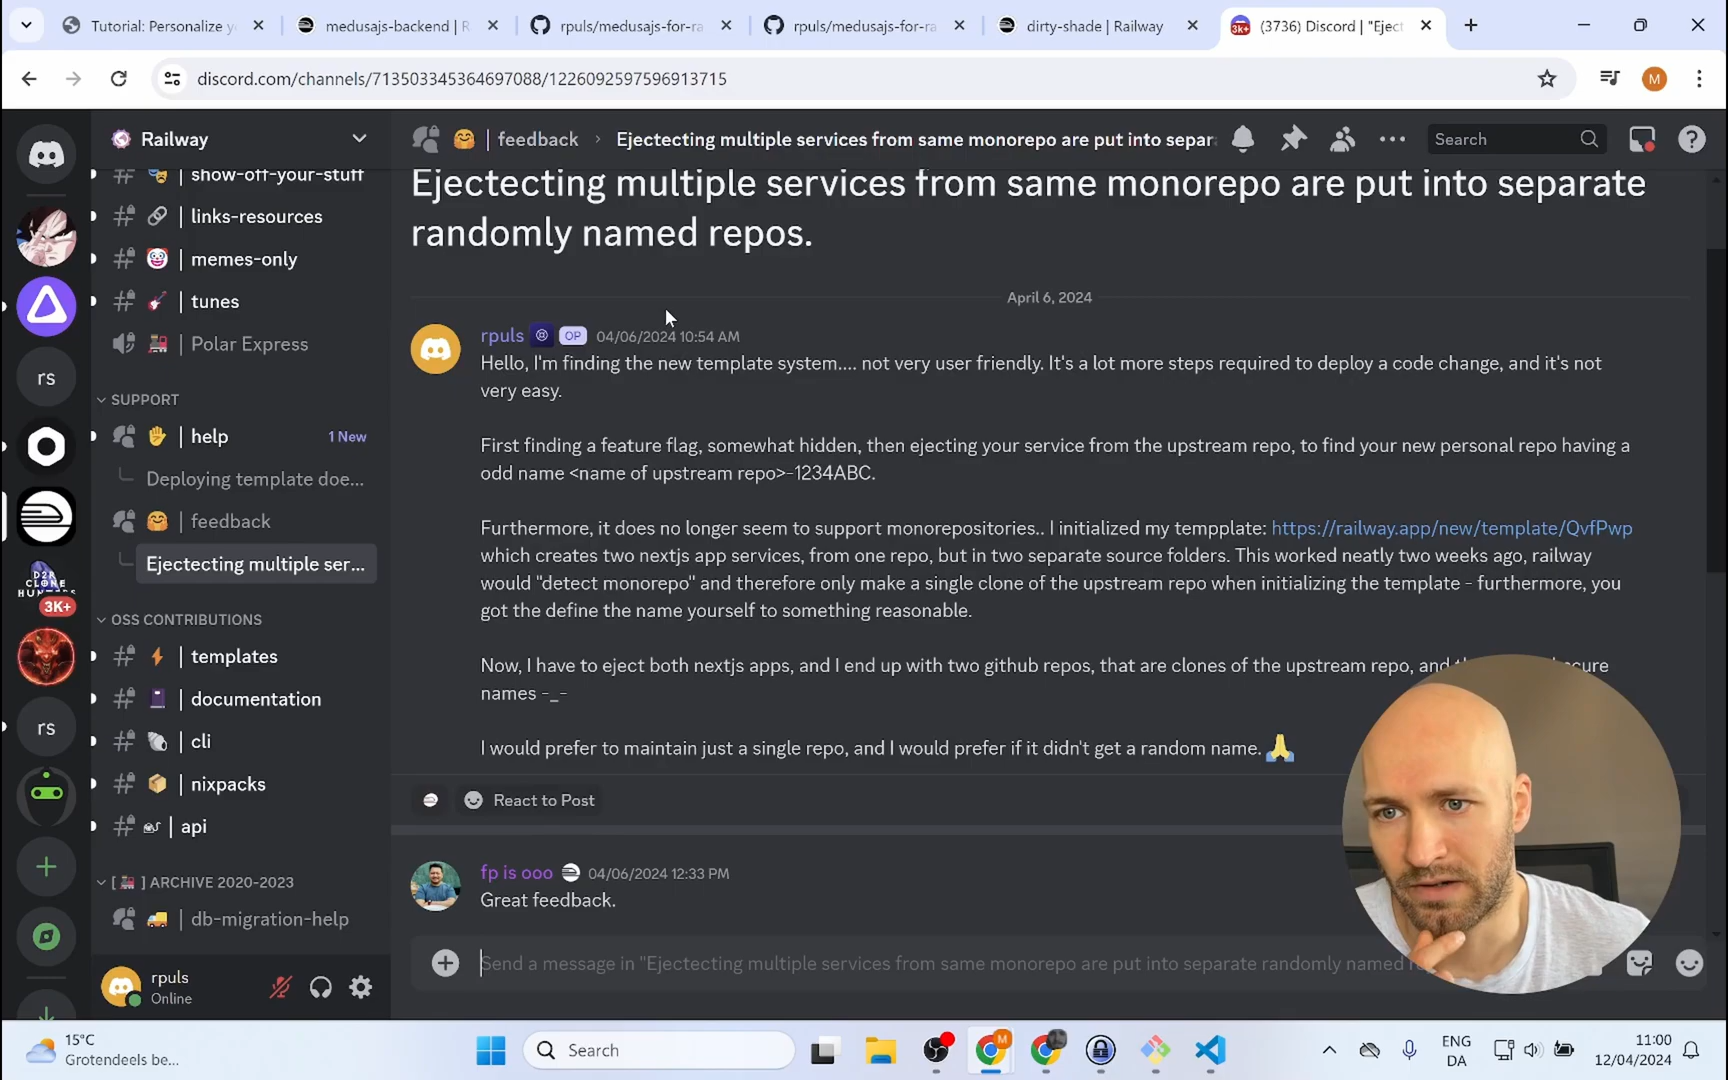 Tutorial: Personalize y
medusajs-backend | R
rpuls/medusajs-for-ra
rpuls/medusajs-for-ra
dirty-shade | Railway
3k+
(3736) Discord | "Eject
discord.com/channels/713503345364697088/1226092597596913715
M
Railway
| feedback › Ejectecting multiple services from same monorepo are put into separ
Search
| show-off-your-stuff
| links-resources
| memes-only
| tunes
| Polar Express
SUPPORT
| help 1 New
Deploying template doe...
| feedback
Ejectecting multiple ser...
OSS CONTRIBUTIONS
| templates
| documentation
| cli
| nixpacks
| api
[ ] ARCHIVE 2020-2023
| db-migration-help
rs
D2R
CLONE
HUNTERS
3K+
rs
rpuls
Online
Ejectecting multiple services from same monorepo are put into separate
randomly named repos.
April 6, 2024
rpuls OP 04/06/2024 10:54 AM
Hello, I'm finding the new template system.... not very user friendly. It's a lot more steps required to deploy a code change, and it's not
very easy.
First finding a feature flag, somewhat hidden, then ejecting your service from the upstream repo, to find your new personal repo having a
odd name <name of upstream repo>-1234ABC.
Furthermore, it does no longer seem to support monorepositories.. I initialized my tempplate: https://railway.app/new/template/QvfPwp
which creates two nextjs app services, from one repo, but in two separate source folders. This worked neatly two weeks ago, railway
would "detect monorepo" and therefore only make a single clone of the upstream repo when initializing the template - furthermore, you
got the define the name yourself to something reasonable.
Now, I have to eject both nextjs apps, and I end up with two github repos, that are clones of the upstream repo, and
names -_-
I would prefer to maintain just a single repo, and I would prefer if it didn't get a random name. 🙏
React to Post
fp is ooo 04/06/2024 12:33 PM
Great feedback.
Send a message in "Ejectecting multiple services from same monorepo are put into separate randomly named
15°C
Grotendeels be...
Search
M
ENG
DA
11:00
12/04/2024